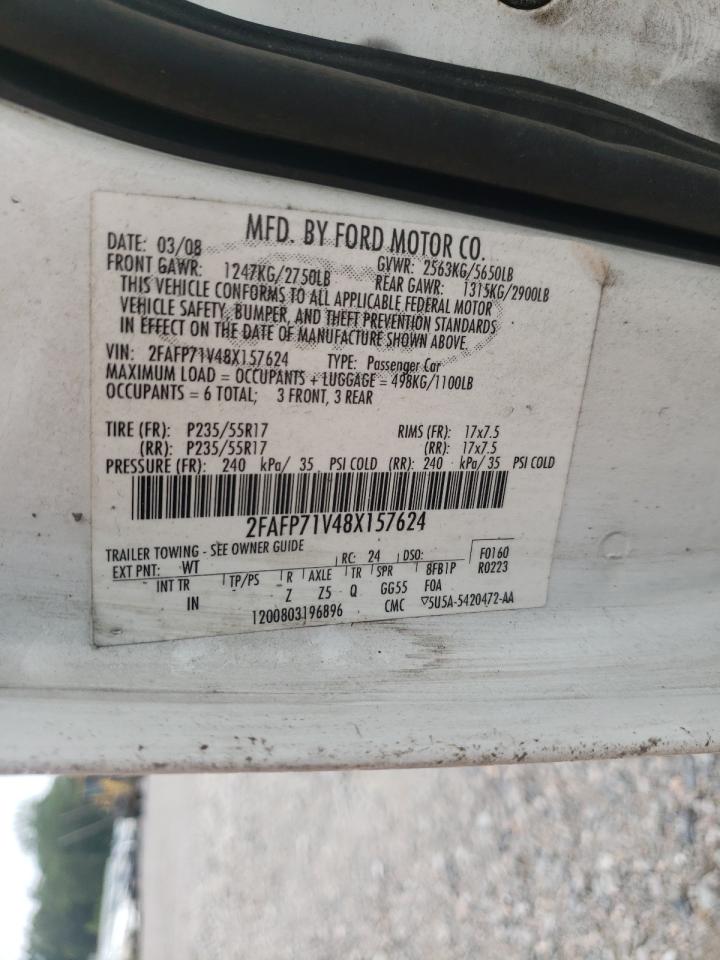 MFD. BY FORD MOTOR CO.
DATE: 03/08 GVWR: 2563KG/5650LB
FRONT GAWR: 1247KG/2750LB REAR GAWR: 1315KG/2900LB
THIS VEHICLE CONFORMS TO ALL APPLICABLE FEDERAL MOTOR
VEHICLE SAFETY, BUMPER, AND THEFT PREVENTION STANDARDS
IN EFFECT ON THE DATE OF MANUFACTURE SHOWN ABOVE.
VIN: 2FAFP71V48X157624 TYPE: Passenger Car
MAXIMUM LOAD = OCCUPANTS + LUGGAGE = 498KG/1100LB
OCCUPANTS = 6 TOTAL; 3 FRONT, 3 REAR
TIRE (FR): P235/55R17 RIMS (FR): 17x7.5
(RR): P235/55R17 (RR): 17x7.5
PRESSURE (FR): 240 kPa/ 35 PSI COLD (RR): 240 kPa/ 35 PSI COLD
2FAFP71V48X157624
TRAILER TOWING - SEE OWNER GUIDE
EXT PNT: WT RC: 24 DSO: F0160
R0223
INT TR TP/PS R AXLE TR SPR 8FB1P
IN Z Z5 Q GG55 F0A
1200803196896 CMC ▽5U5A-5420472-AA